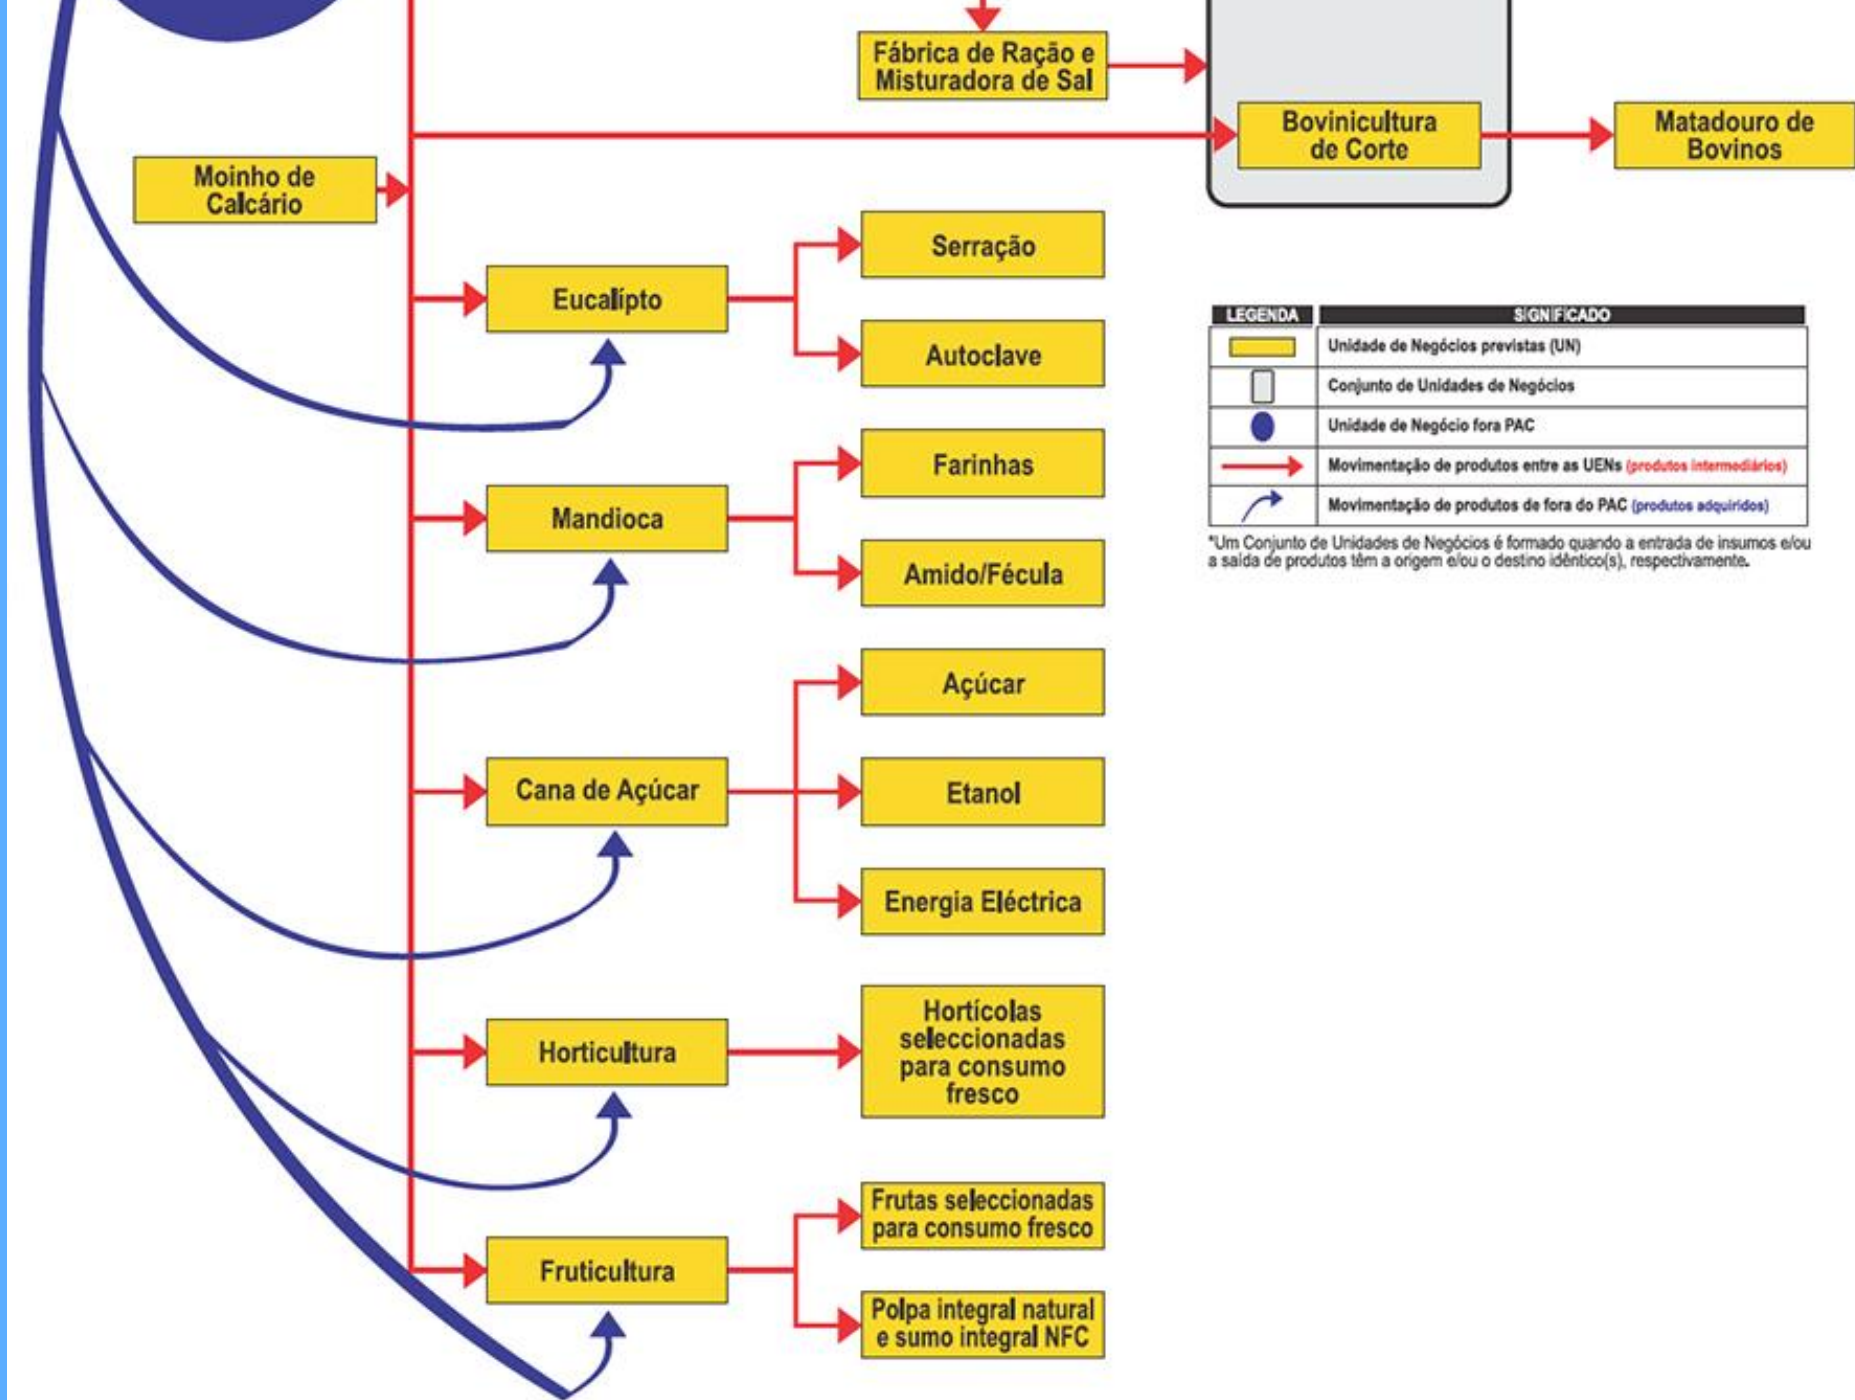 Fábrica de Ração e
Misturadora de Sal
Bovinicultura
de Corte
Matadouro de
Bovinos
Moinho de
Calcário
Serração
Eucalípto
Autoclave
LEGENDA
SIGNIFICADO
Unidade de Negócios previstas (UN)
Conjunto de Unidades de Negócios
Unidade de Negócio fora PAC
Movimentação de produtos entre as UENs (produtos intermediários)
Movimentação de produtos de fora do PAC (produtos adquiridos)
*Um Conjunto de Unidades de Negócios é formado quando a entrada de insumos e/ou
a saída de produtos têm a origem e/ou o destino idêntico(s), respectivamente.
Farinhas
Mandioca
Amido/Fécula
Açúcar
Cana de Açúcar
Etanol
Energia Eléctrica
Horticultura
Hortícolas
seleccionadas
para consumo
fresco
Frutas seleccionadas
para consumo fresco
Fruticultura
Polpa integral natural
e sumo integral NFC